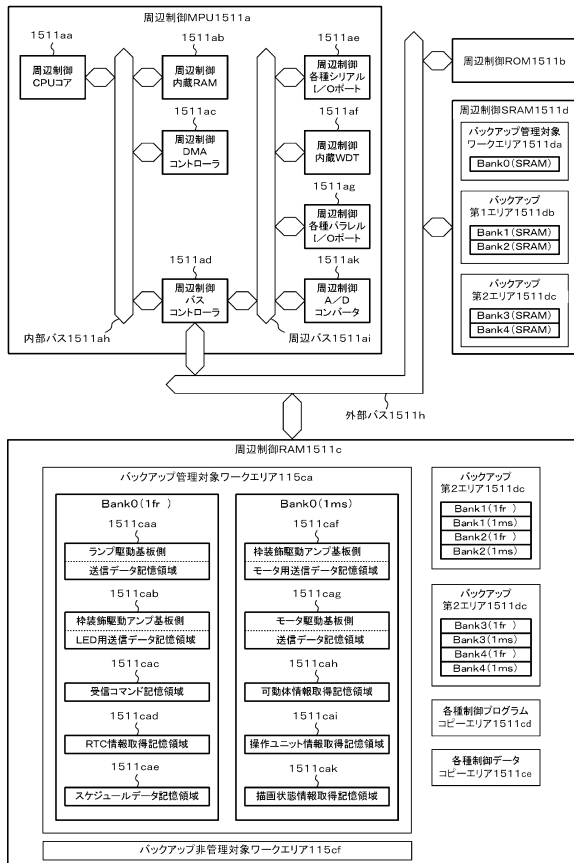 周辺制御MPU1511a
1511aa
周辺制御
CPUコア
1511ab
周辺制御
内蔵RAM
1511ac
周辺制御
DMA
コントローラ
1511ad
周辺制御
バス
コントローラ
1511ae
周辺制御
各種シリアル
I/Oポート
1511af
周辺制御
内蔵WDT
1511ag
周辺制御
各種パラレル
I/Oポート
1511ak
周辺制御
A/D
コンバータ
内部バス1511ah
周辺バス1511ai
外部バス1511h
周辺制御ROM1511b
周辺制御SRAM1511d
バックアップ管理対象
ワークエリア1511da
Bank0(SRAM)
バックアップ
第1エリア1511db
Bank1(SRAM)
Bank2(SRAM)
バックアップ
第2エリア1511dc
Bank3(SRAM)
Bank4(SRAM)
周辺制御RAM1511c
バックアップ管理対象ワークエリア115ca
Bank0(1fr )
1511caa
ランプ駆動基板側
送信データ記憶領域
1511cab
枠装飾駆動アンプ基板側
LED用送信データ記憶領域
1511cac
受信コマンド記憶領域
1511cad
RTC情報取得記憶領域
1511cae
スケジュールデータ記憶領域
Bank0(1ms)
1511caf
枠装飾駆動アンプ基板側
モータ用送信データ記憶領域
1511cag
モータ駆動基板側
送信データ記憶領域
1511cah
可動体情報取得記憶領域
1511cai
操作ユニット情報取得記憶領域
1511cak
描画状態情報取得記憶領域
バックアップ
第2エリア1511dc
Bank1(1fr )
Bank1(1ms)
Bank2(1fr )
Bank2(1ms)
バックアップ
第2エリア1511dc
Bank3(1fr )
Bank3(1ms)
Bank4(1fr )
Bank4(1ms)
各種制御プログラム
コピーエリア1511cd
各種制御データ
コピーエリア1511ce
バックアップ非管理対象ワークエリア115cf